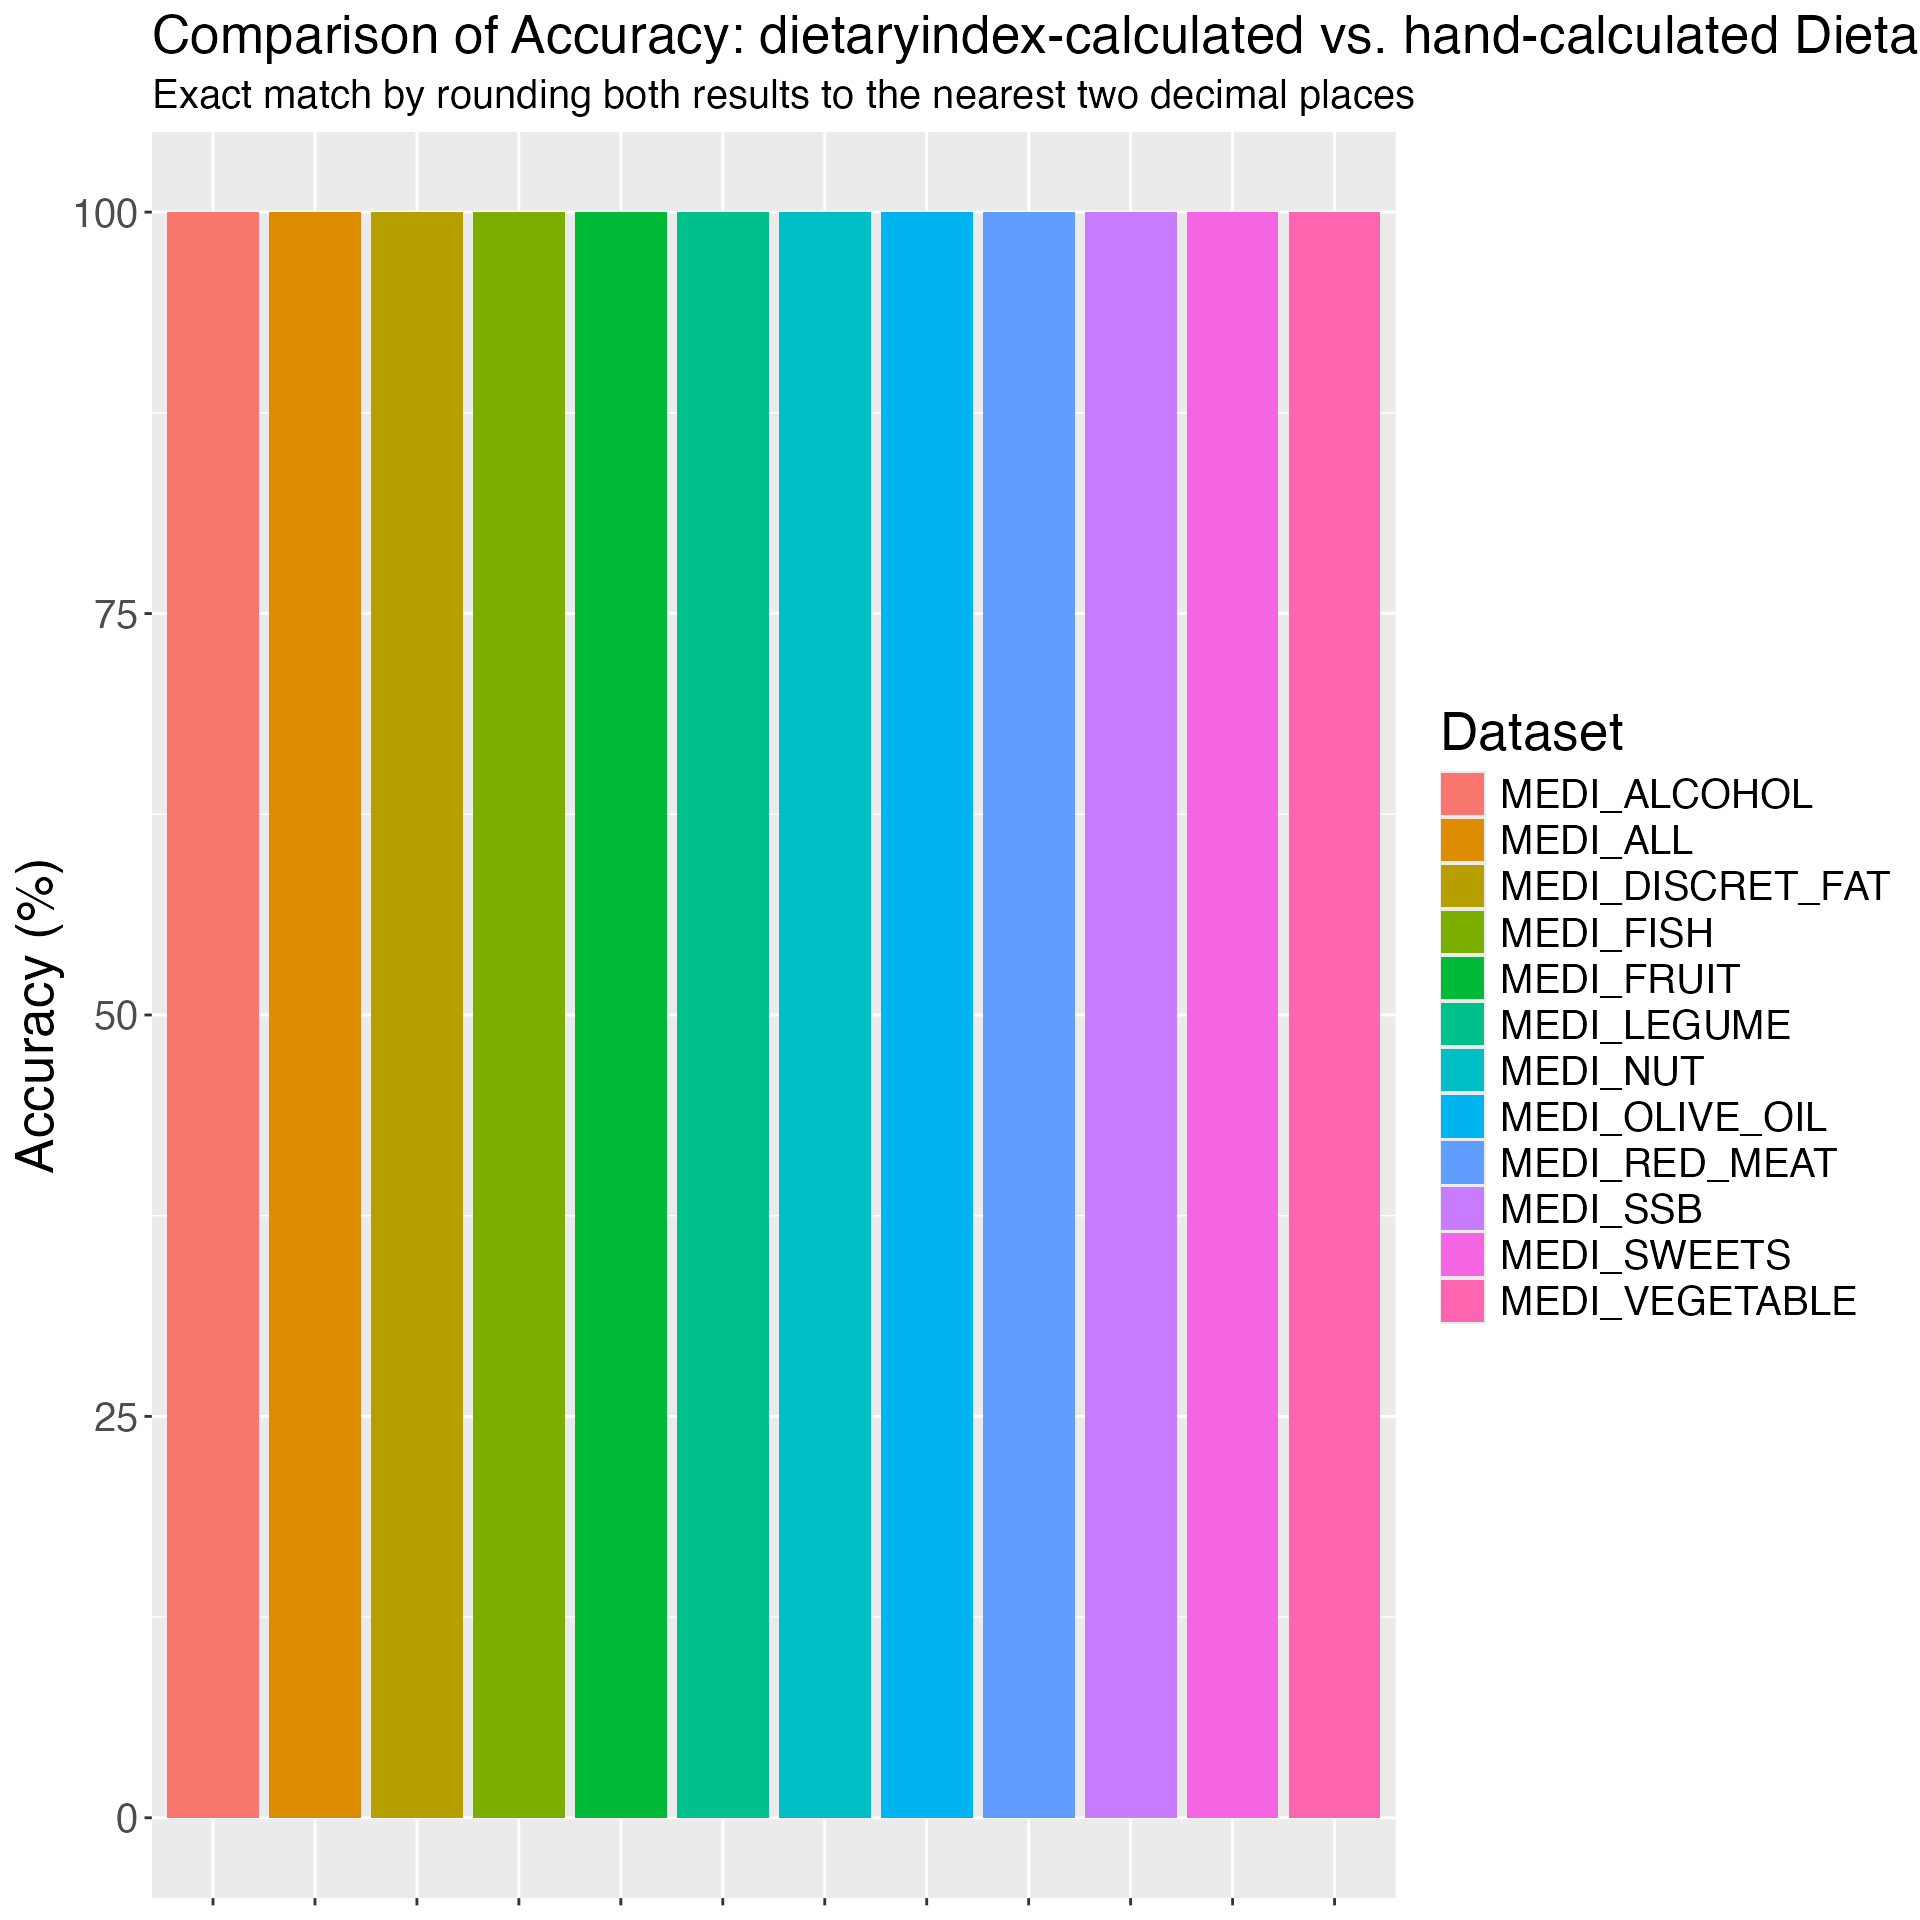 Comparison of Accuracy: dietaryindex-calculated vs. hand-calculated Dieta
Exact match by rounding both results to the nearest two decimal places
Accuracy (%)
100
75
50
25
0
Dataset
MEDI_ALCOHOL
MEDI_ALL
MEDI_DISCRET_FAT
MEDI_FISH
MEDI_FRUIT
MEDI_LEGUME
MEDI_NUT
MEDI_OLIVE_OIL
MEDI_RED_MEAT
MEDI_SSB
MEDI_SWEETS
MEDI_VEGETABLE